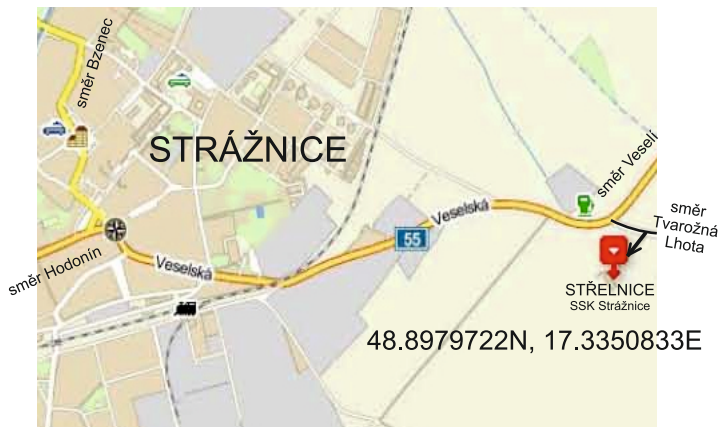 směr Bzenec
STRÁŽNICE
směr Veselí
směr
Tvarožná
Lhota
Veselská
55
směr Hodonín
Veselská
STŘELNICE
SSK Strážnice
48.8979722N, 17.3350833E